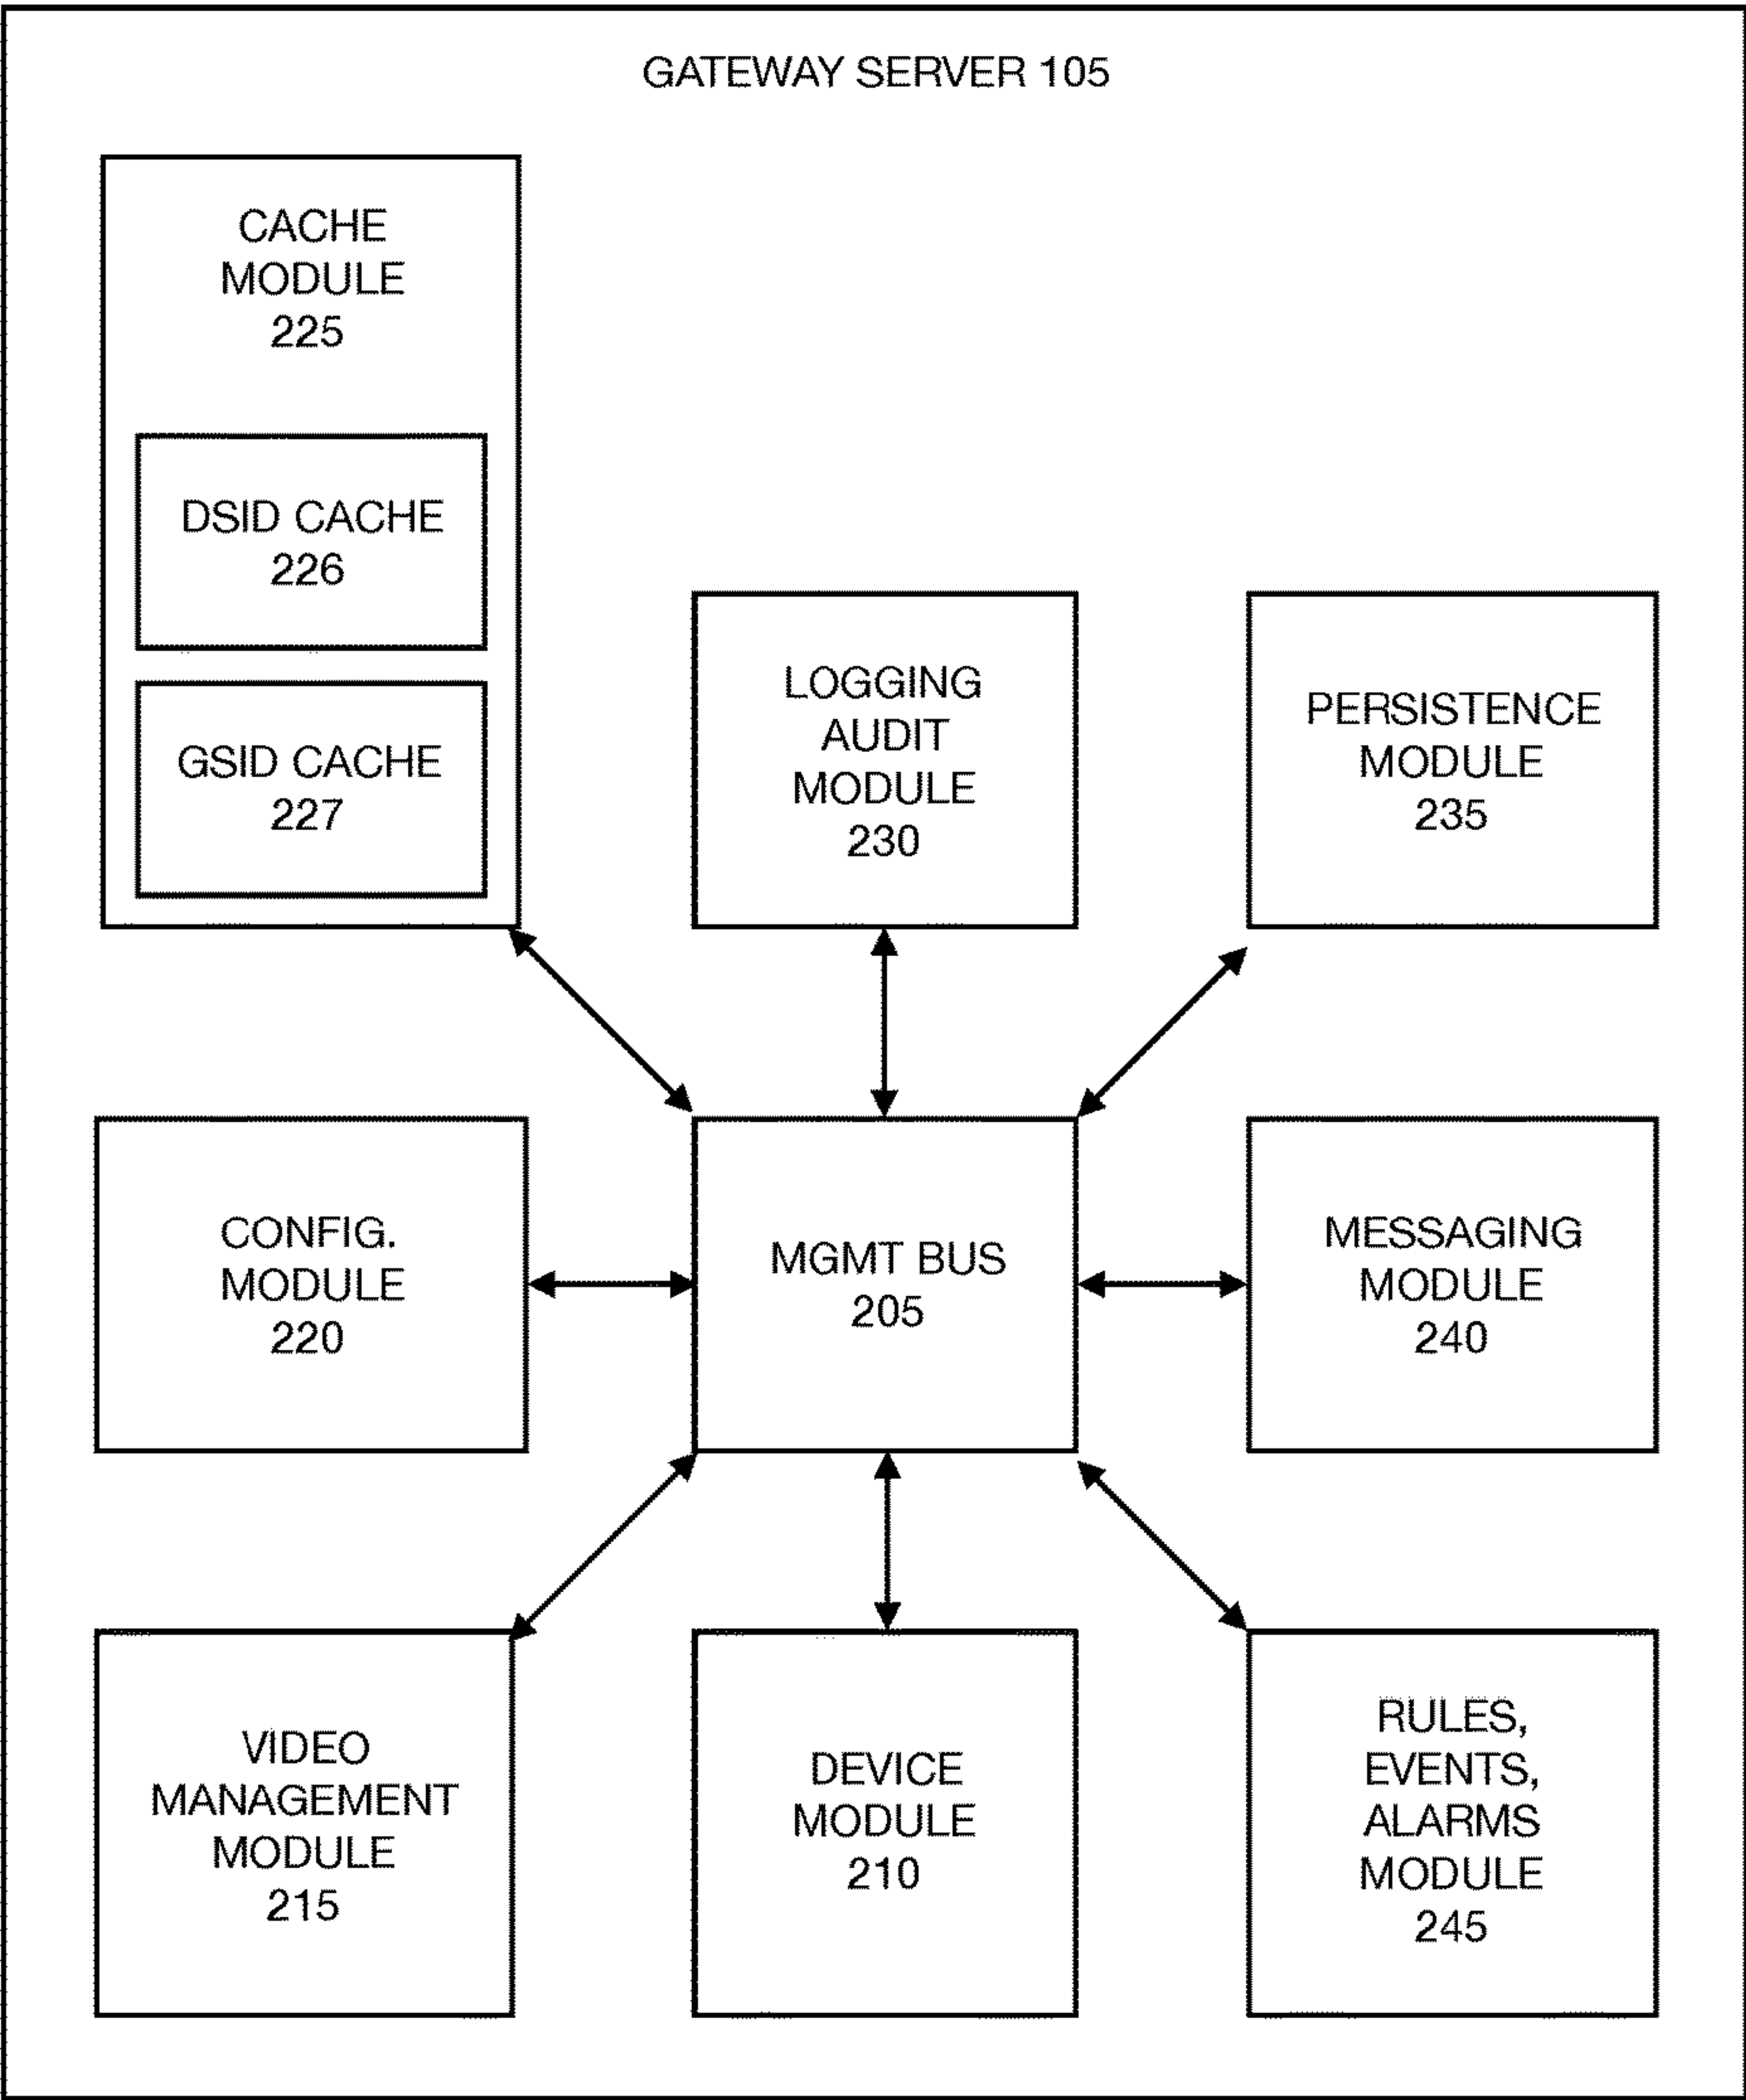 GATEWAY SERVER 105
CACHE
MODULE
225
DSID CACHE
226
GSID CACHE
227
LOGGING
AUDIT
MODULE
230
PERSISTENCE
MODULE
235
CONFIG.
MODULE
220
MGMT BUS
205
MESSAGING
MODULE
240
VIDEO
MANAGEMENT
MODULE
215
DEVICE
MODULE
210
RULES,
EVENTS,
ALARMS
MODULE
245